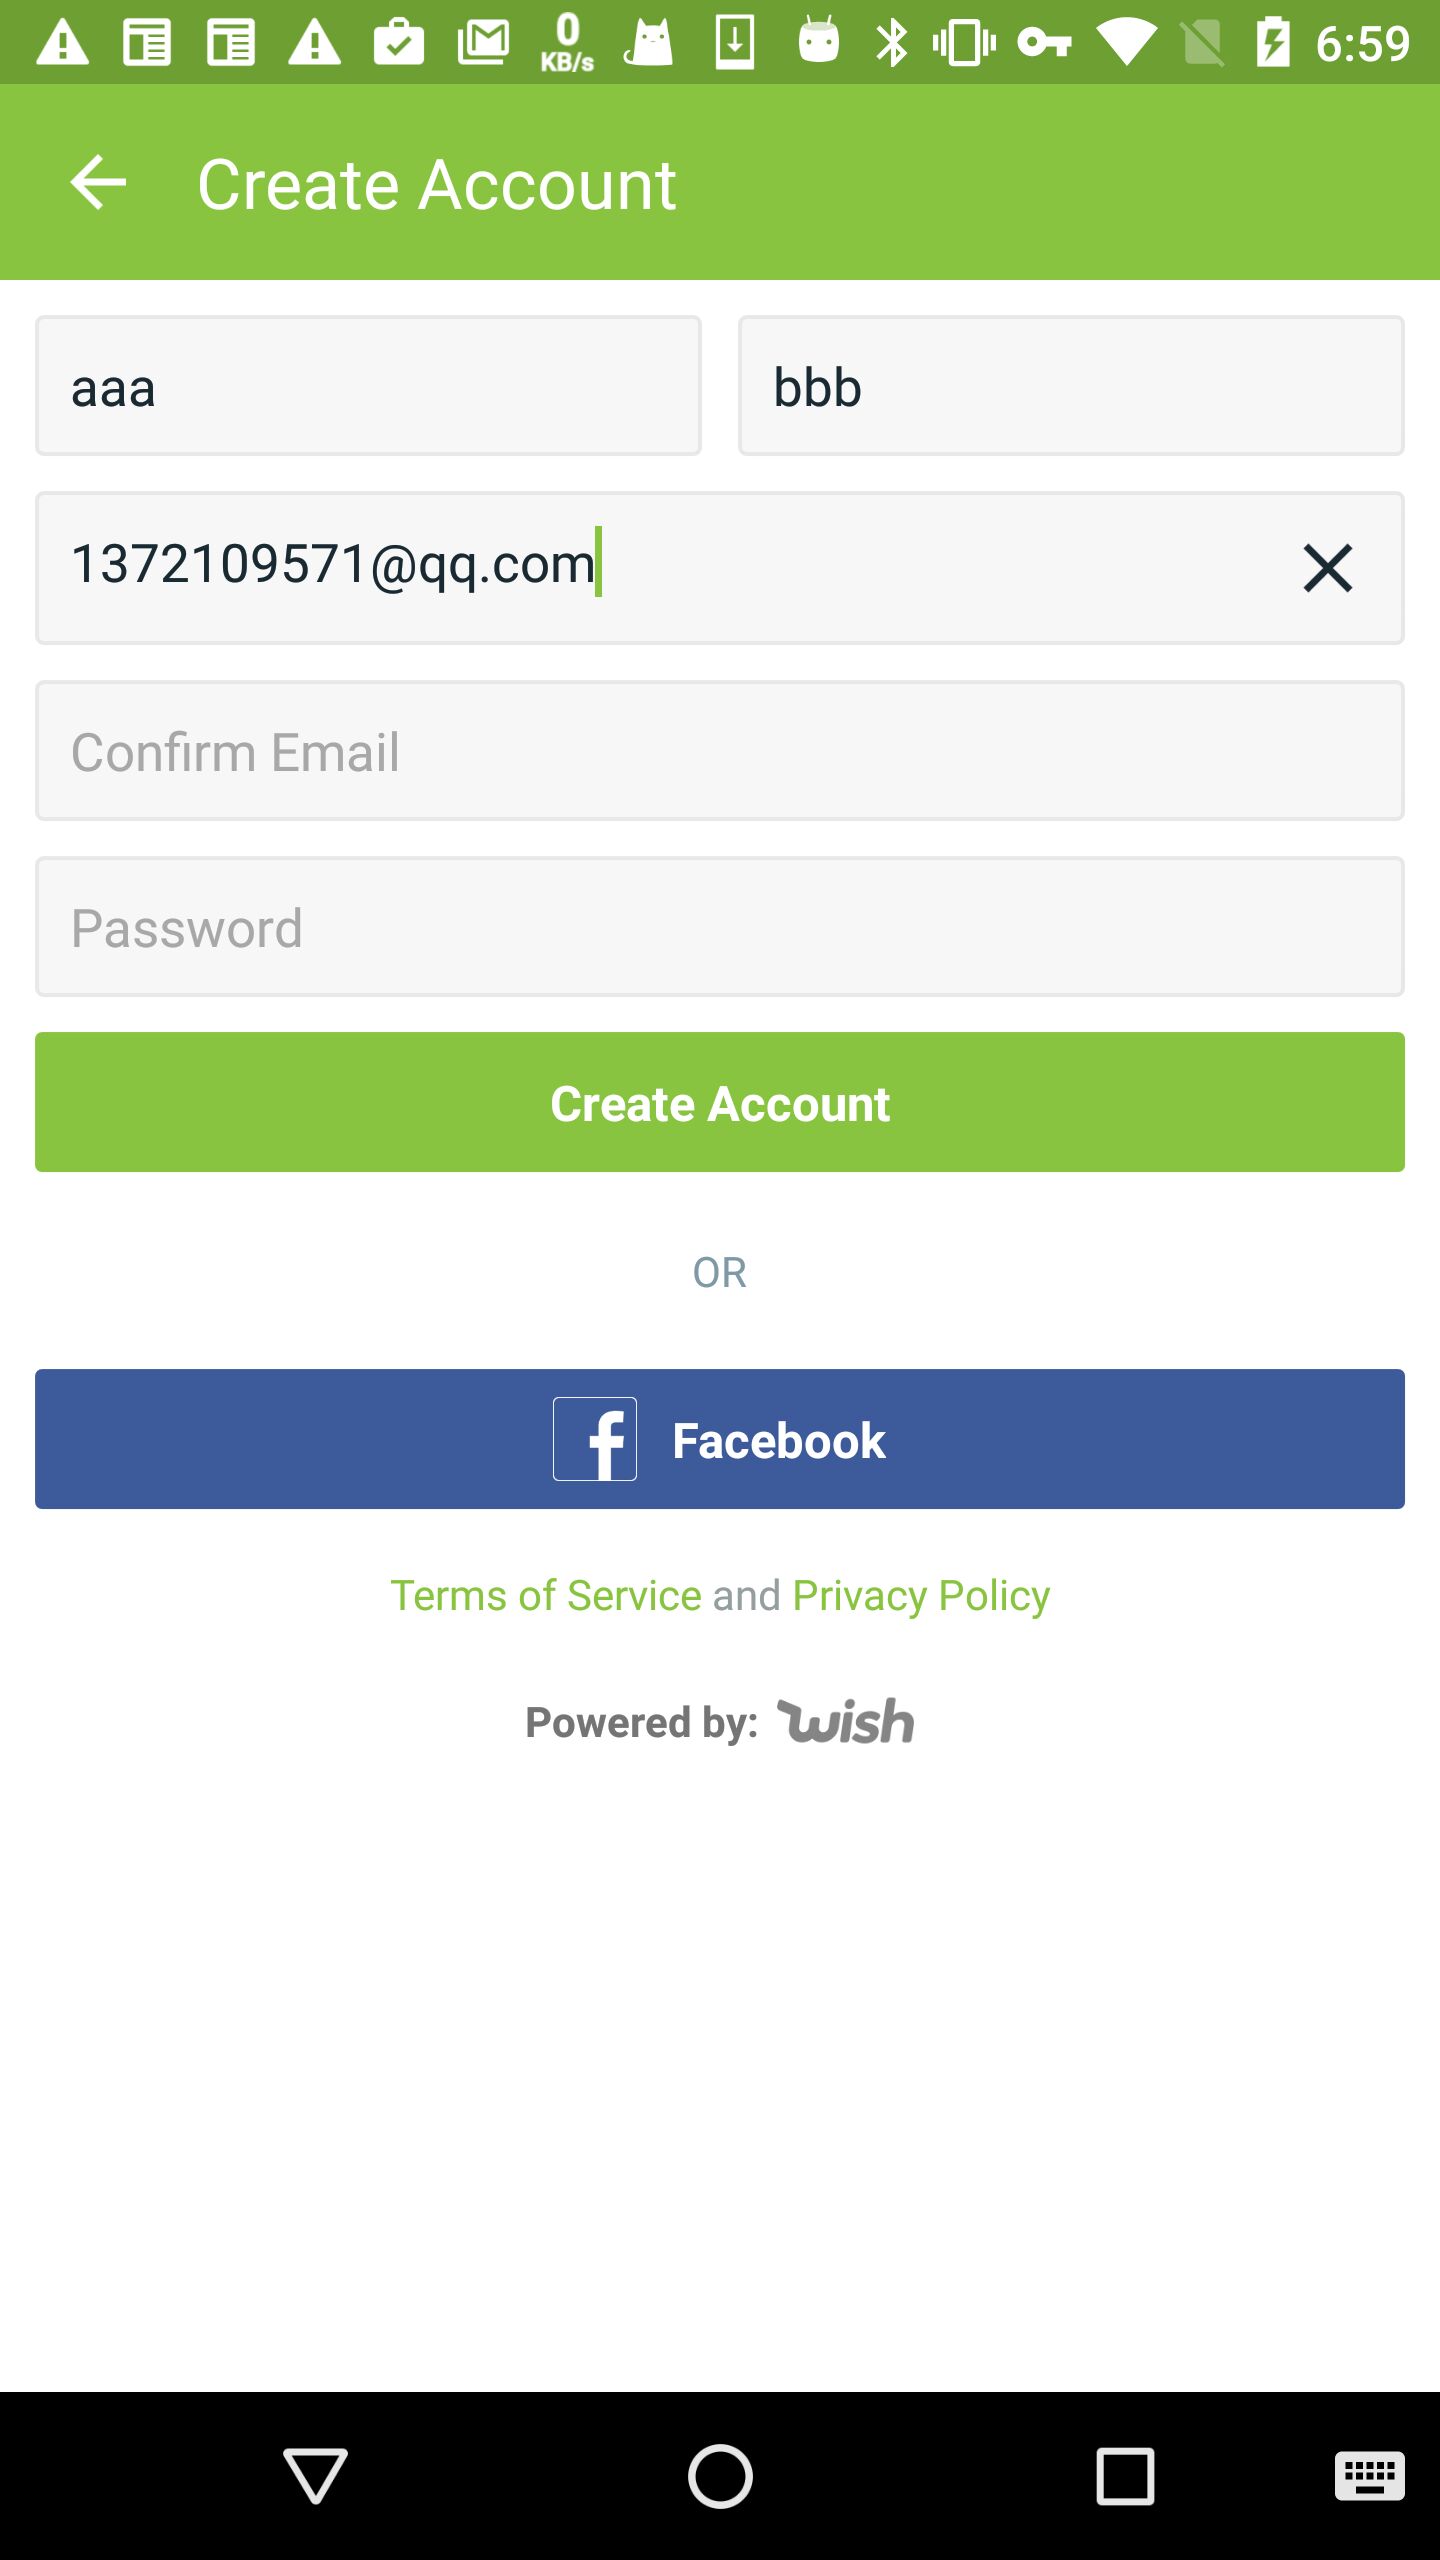 0
KB/s
6:59
Create Account
aaa
bbb
1372109571@qq.com
Confirm Email
Password
Create Account
OR
Facebook
Terms of Service and Privacy Policy
Powered by: wish